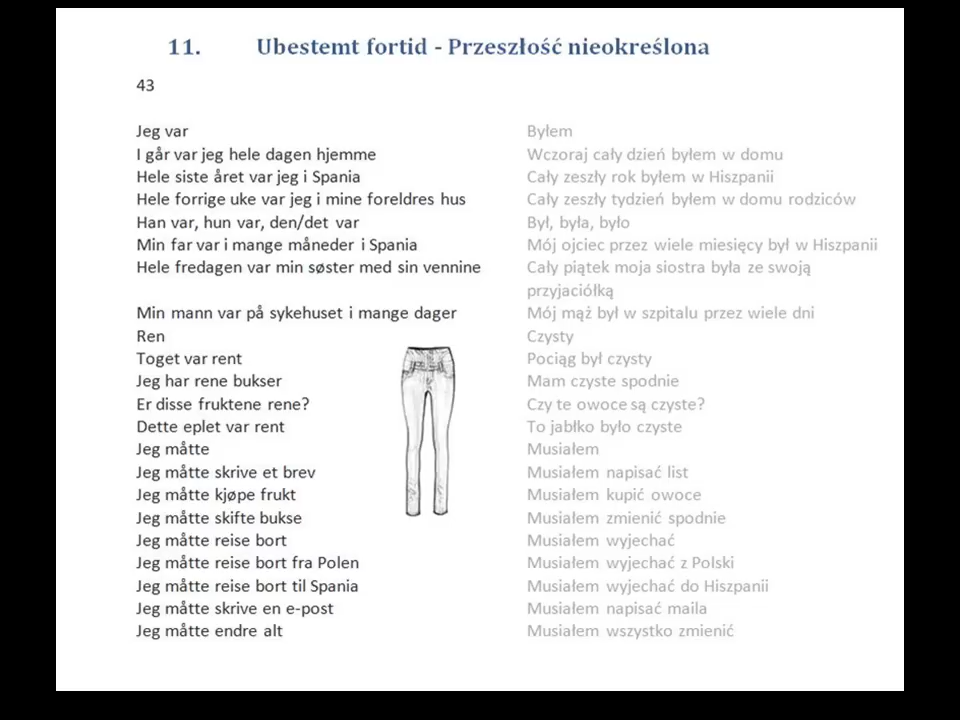 11. Ubestemt fortid - Przeszłość nieokreślona
43
Jeg var Byłem
I går var jeg hele dagen hjemme Wczoraj cały dzień byłem w domu
Hele siste året var jeg i Spania Cały zeszły rok byłem w Hiszpanii
Hele forrige uke var jeg i mine foreldres hus Cały zeszły tydzień byłem w domu rodziców
Han var, hun var, den/det var Był, była, było
Min far var i mange måneder i Spania Mój ojciec przez wiele miesięcy był w Hiszpanii
Hele fredagen var min søster med sin vennine Cały piątek moja siostra była ze swoją
przyjaciółką
Min mann var på sykehuset i mange dager Mój mąż był w szpitalu przez wiele dni
Ren Czysty
Toget var rent Pociąg był czysty
Jeg har rene bukser Mam czyste spodnie
Er disse fruktene rene? Czy te owoce są czyste?
Dette eplet var rent To jabłko było czyste
Jeg måtte Musiałem
Jeg måtte skrive et brev Musiałem napisać list
Jeg måtte kjøpe frukt Musiałem kupić owoce
Jeg måtte skifte bukse Musiałem zmienić spodnie
Jeg måtte reise bort Musiałem wyjechać
Jeg måtte reise bort fra Polen Musiałem wyjechać z Polski
Jeg måtte reise bort til Spania Musiałem wyjechać do Hiszpanii
Jeg måtte skrive en e-post Musiałem napisać maila
Jeg måtte endre alt Musiałem wszystko zmienić